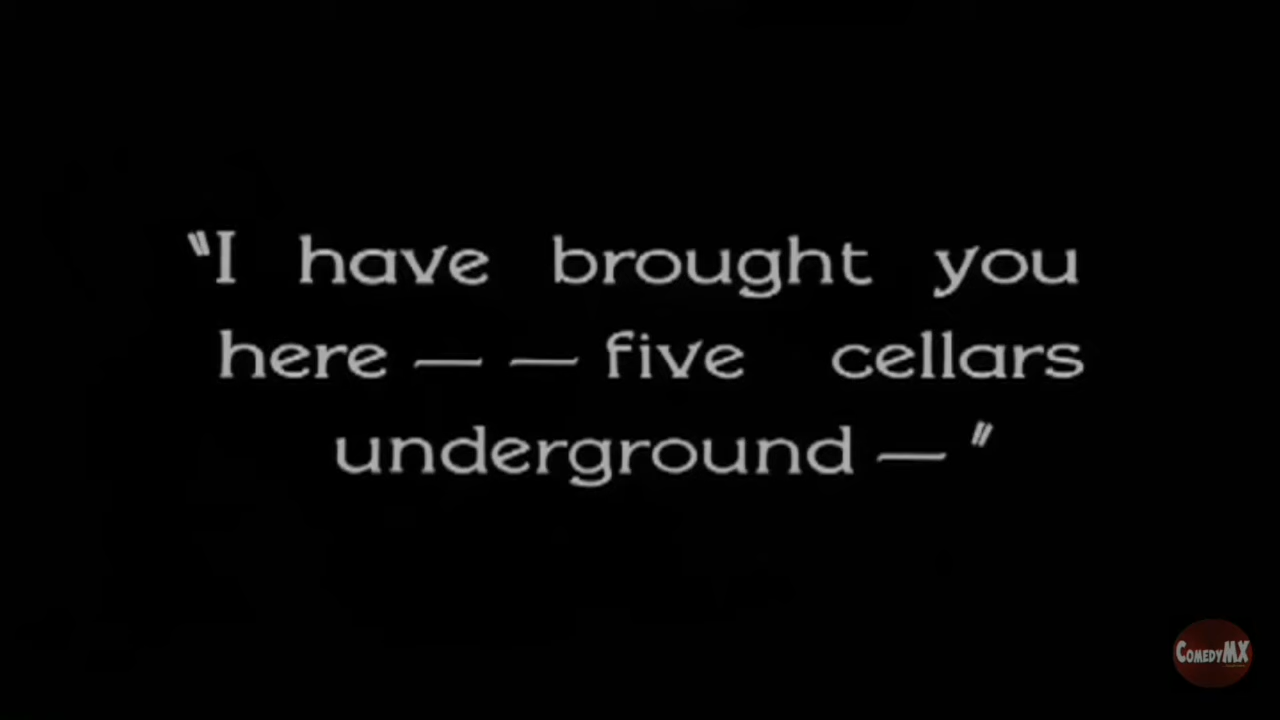 "I have brought you
here — — five cellars
underground — "
COMEDYMX